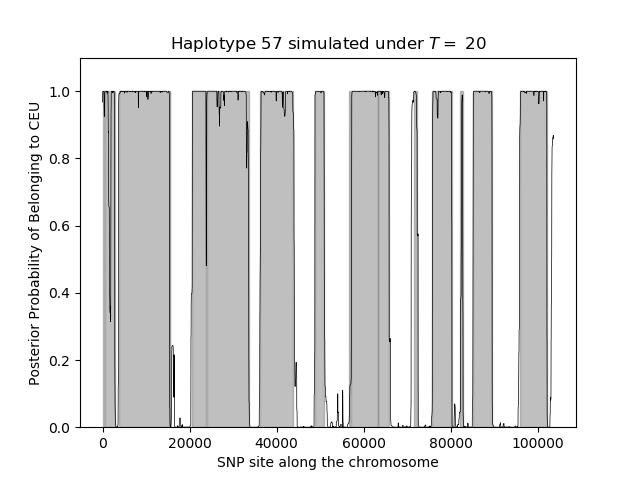 Haplotype 57 simulated under T = 20
Posterior Probability of Belonging to CEU
1.0
0.8
0.6
0.4
0.2
0.0
0 20000 40000 60000 80000 100000
SNP site along the chromosome